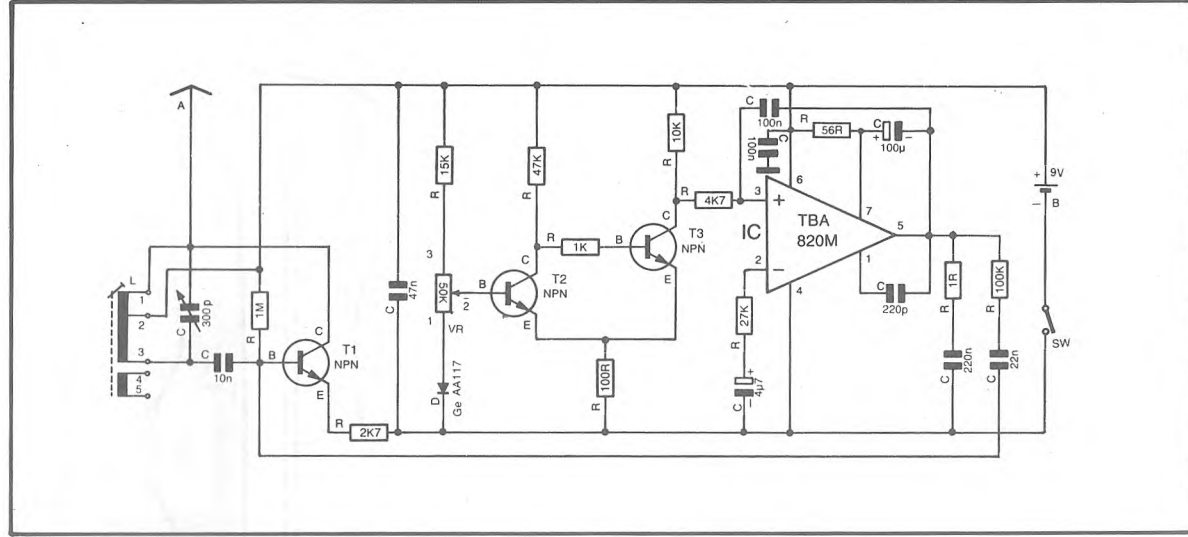 A
L
1
2
3
4
5
C 300p
R 1M
C
10n
B
C
E
T1
NPN
R
2K7
C 47n
R 15K
3
50K
2
1
VR
D
Ge AA117
R 47K
B
C
E
T2
NPN
R
1K
B
C
E
T3
NPN
R 10K
R 100R
R
4K7
C
100n
C
100n
R
56R
C
+ −
100µ
3
+
6
7
TBA
820M
IC
5
2
−
4
1
220p
C
R 27K
+
−
C 4µ7
R 1R
R 100K
C 220n
C 22n
+ 9V
− B
SW